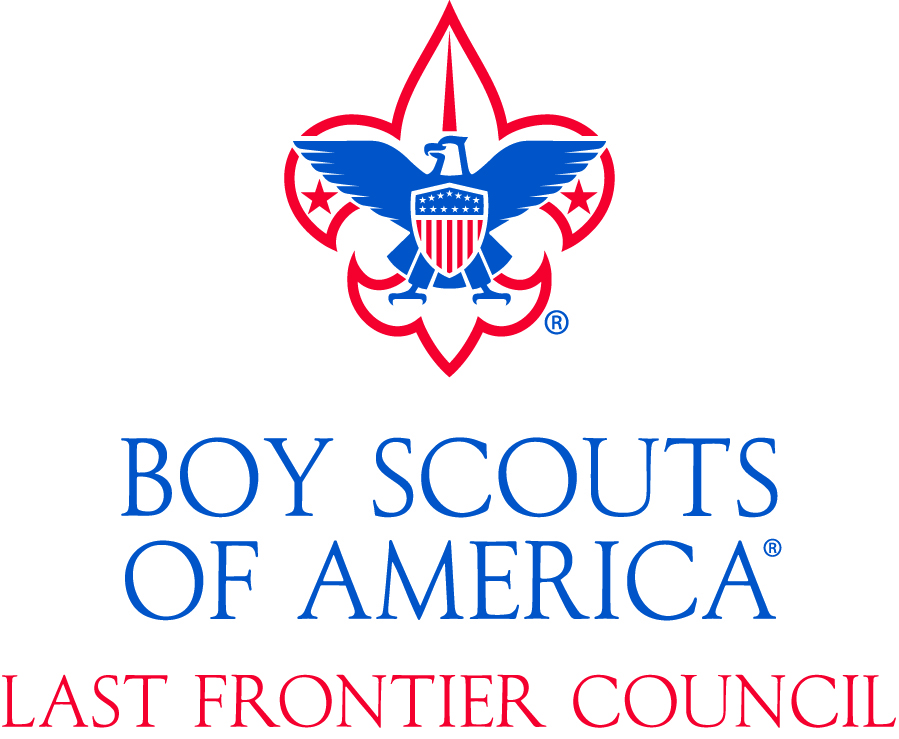 ®
BOY SCOUTS
OF AMERICA®
LAST FRONTIER COUNCIL